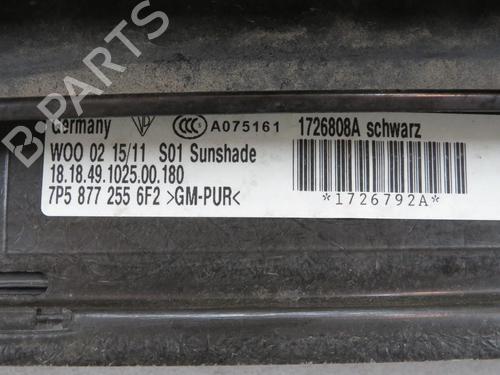 Germany A075161 1726808A schwarz
WOO 02 15/11 S01 Sunshade
18.18.49.1025.00.180
7P5 877 255 6F2 >GM-PUR<
*1726792A*
B-PARTS